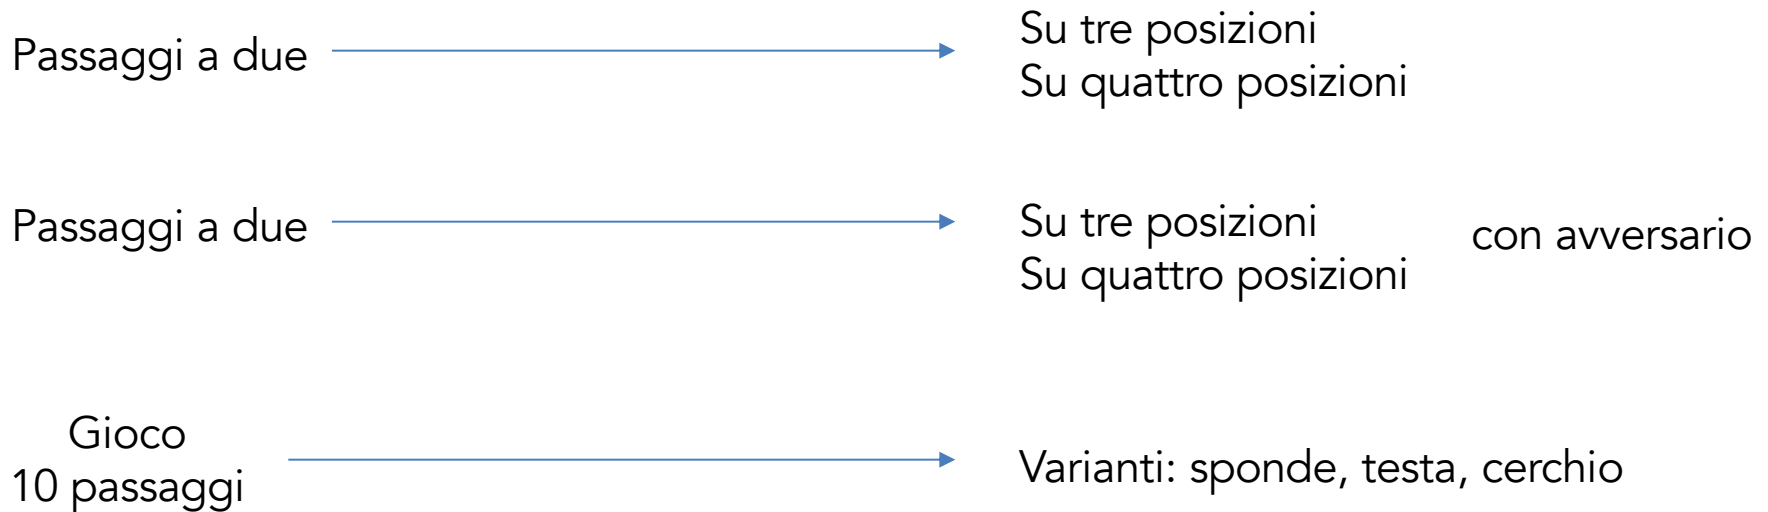 Passaggi a due
Su tre posizioni
Su quattro posizioni
Passaggi a due
Su tre posizioni
Su quattro posizioni
con avversario
Gioco
10 passaggi
Varianti: sponde, testa, cerchio